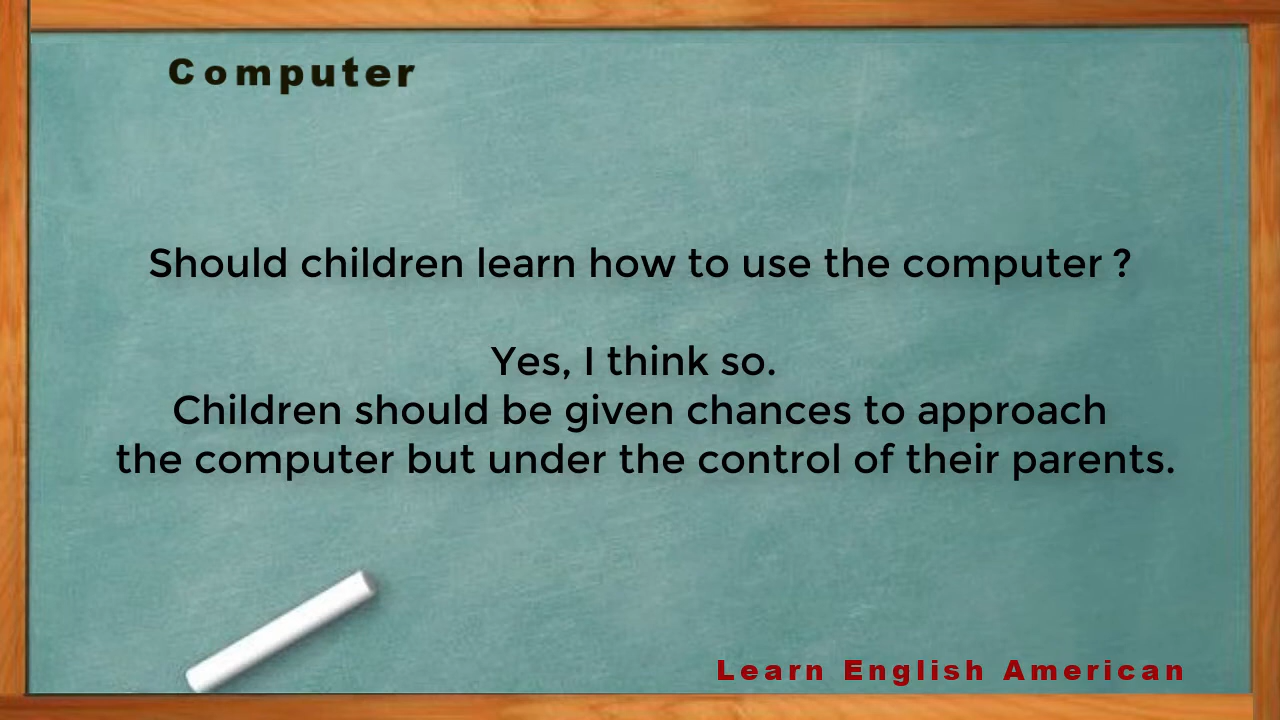 Computer
Should children learn how to use the computer ?
Yes, I think so.
Children should be given chances to approach
the computer but under the control of their parents.
Learn English American